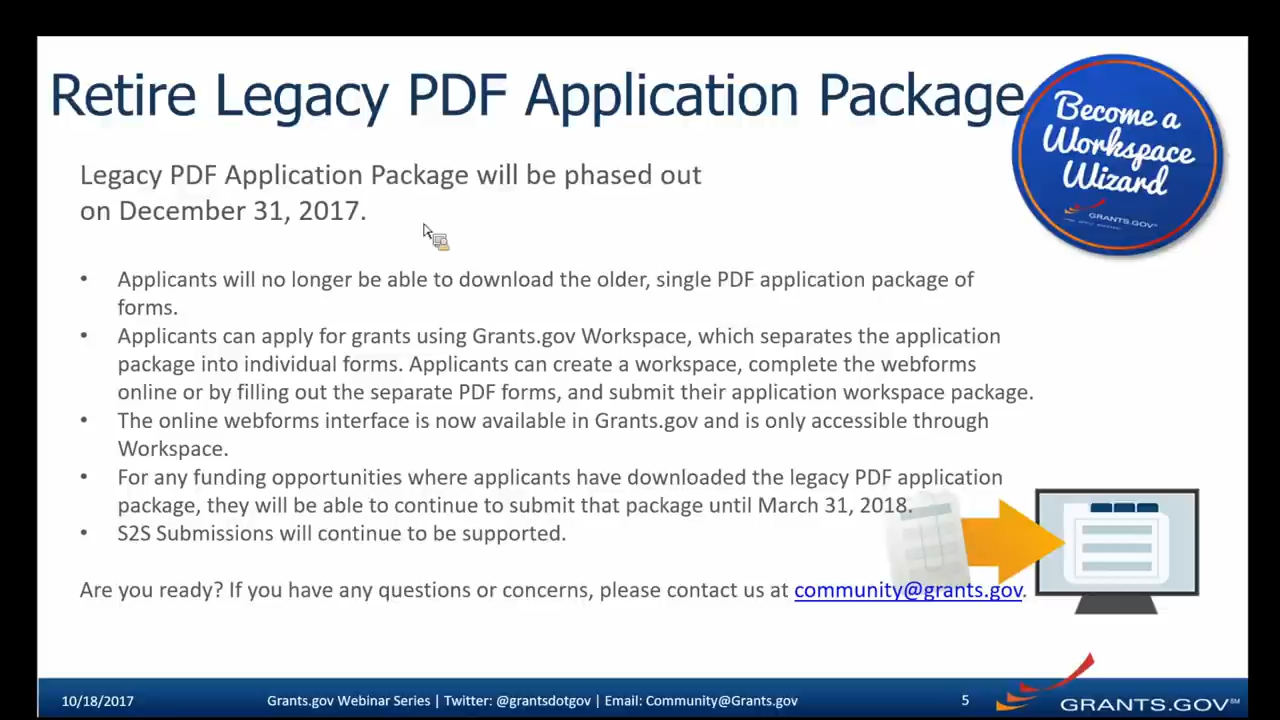 Retire Legacy PDF Application Package
Become a
Workspace
Wizard
GRANTS.GOV
Legacy PDF Application Package will be phased out
on December 31, 2017.
• Applicants will no longer be able to download the older, single PDF application package of
forms.
• Applicants can apply for grants using Grants.gov Workspace, which separates the application
package into individual forms. Applicants can create a workspace, complete the webforms
online or by filling out the separate PDF forms, and submit their application workspace package.
• The online webforms interface is now available in Grants.gov and is only accessible through
Workspace.
• For any funding opportunities where applicants have downloaded the legacy PDF application
package, they will be able to continue to submit that package until March 31, 2018.
• S2S Submissions will continue to be supported.
Are you ready? If you have any questions or concerns, please contact us at community@grants.gov.
10/18/2017 Grants.gov Webinar Series | Twitter: @grantsdotgov | Email: Community@Grants.gov 5 GRANTS.GOV℠